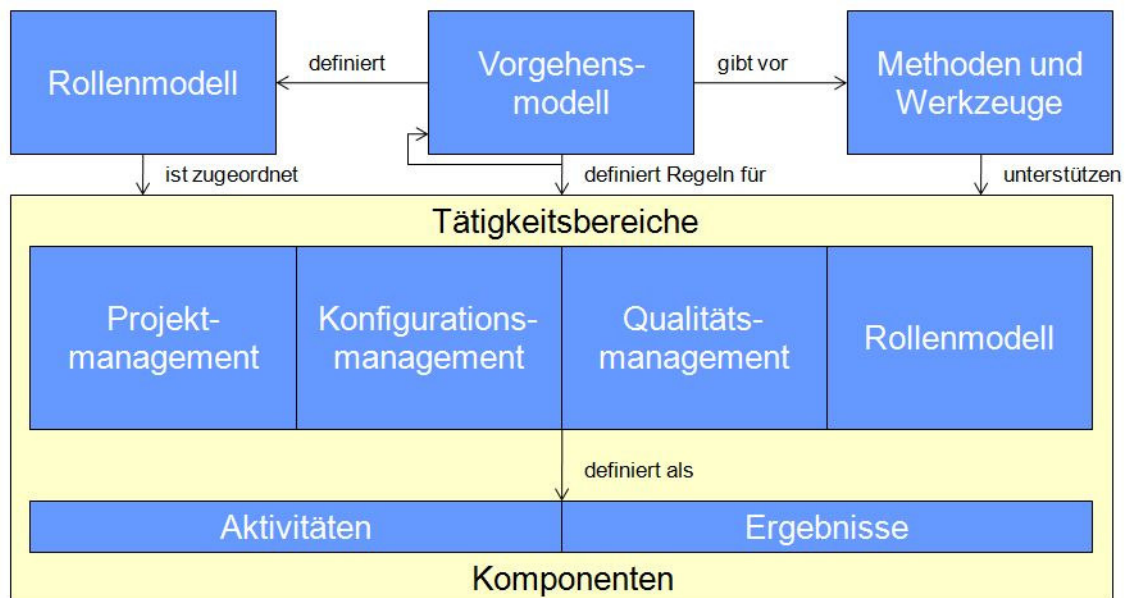 Rollenmodell
definiert
Vorgehens-
modell
gibt vor
Methoden und
Werkzeuge
ist zugeordnet
definiert Regeln für
unterstützen
Tätigkeitsbereiche
Projekt-
management
Konfigurations-
management
Qualitäts-
management
Rollenmodell
definiert als
Aktivitäten
Ergebnisse
Komponenten